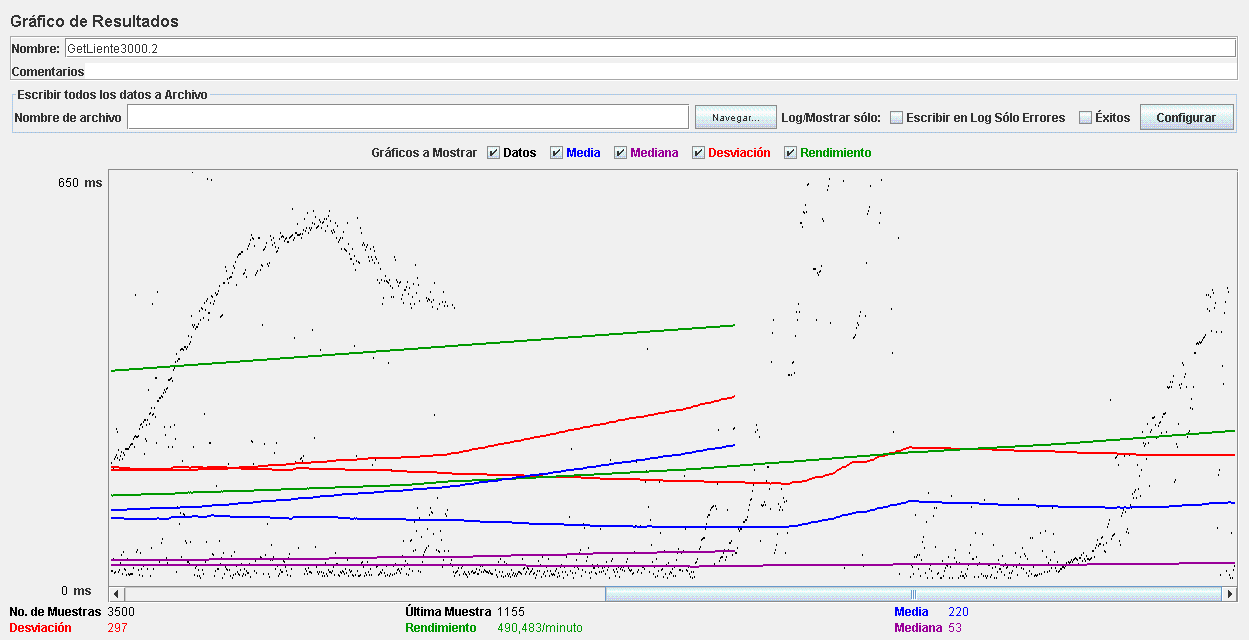 Gráfico de Resultados
Nombre: GetLiente3000.2
Comentarios
Escribir todos los datos a Archivo
Nombre de archivo Navegar... Log/Mostrar sólo: Escribir en Log Sólo Errores Éxitos Configurar
Gráficos a Mostrar Datos Media Mediana Desviación Rendimiento
650 ms
0 ms
No. de Muestras 3500 Última Muestra 1155 Media 220
Desviación 297 Rendimiento 490,483/minuto Mediana 53